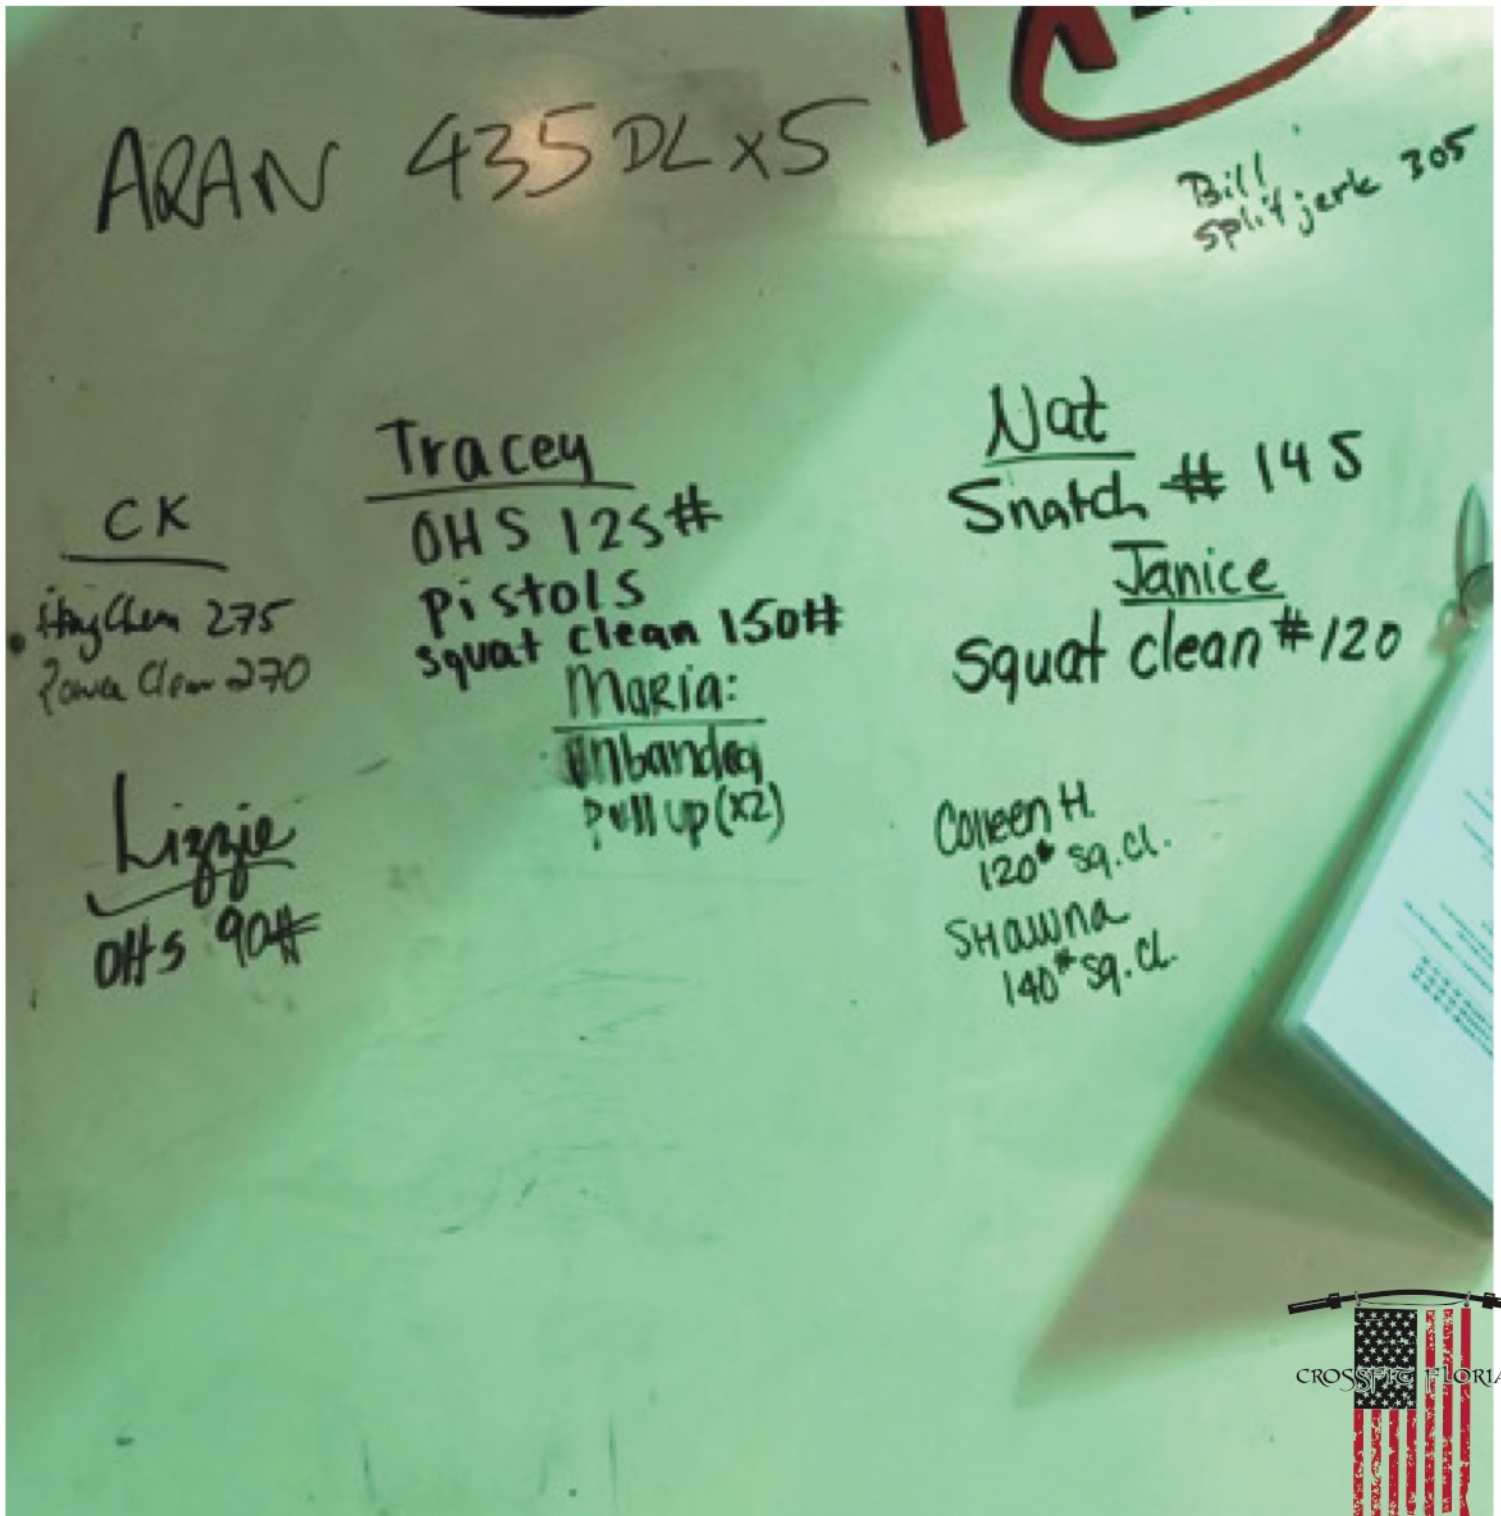 ARAN 435 DL x5
Bill
split jerk 305
CK
Hang Clean 275
Power Clean 270
Tracey
OHS 125#
Pistols
squat clean 150#
Maria:
unbanded
Pull up (x2)
Nat
Snatch # 145
Janice
Squat clean # 120
Lizzie
OHS 90#
Colleen H.
120# sq. cl.
SHawna
140# sq. cl.
CROSSFIT FLORIA